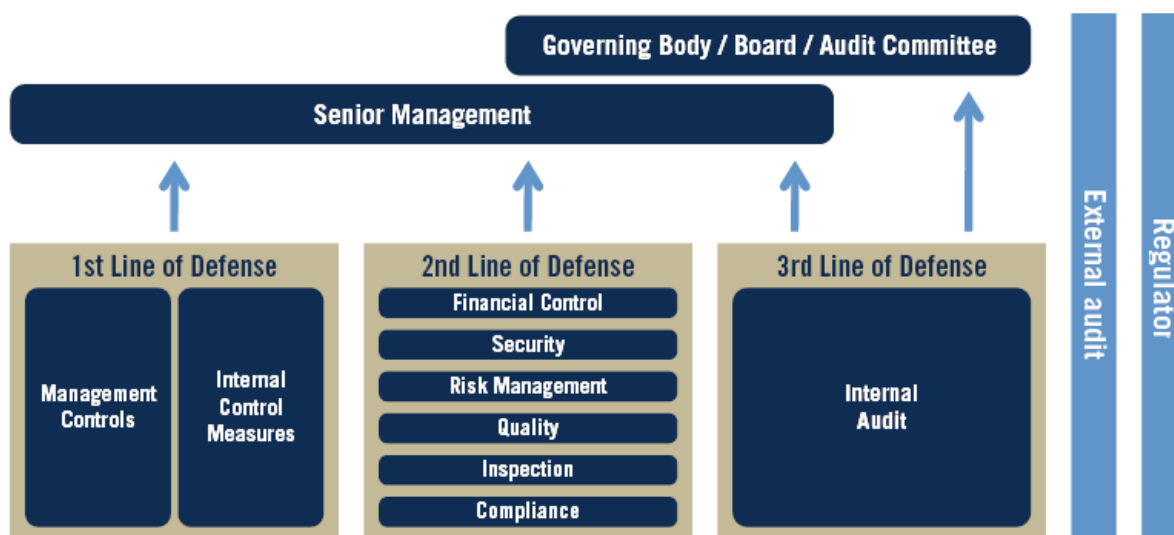 Governing Body / Board / Audit Committee
Senior Management
1st Line of Defense
Management
Controls
Internal
Control
Measures
2nd Line of Defense
Financial Control
Security
Risk Management
Quality
Inspection
Compliance
3rd Line of Defense
Internal
Audit
External audit
Regulator